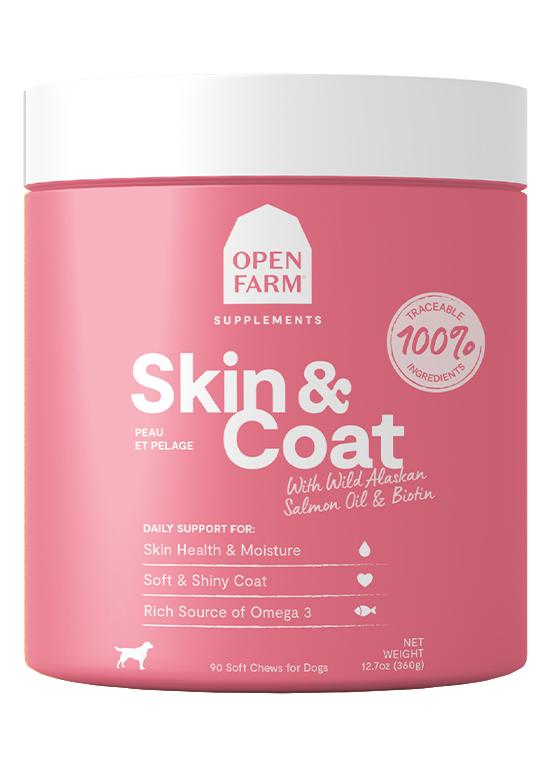 OPEN
FARM®
SUPPLEMENTS
TRACEABLE
100%
INGREDIENTS
Skin &
Coat
PEAU
ET PELAGE
With Wild Alaskan
Salmon Oil & Biotin
DAILY SUPPORT FOR:
Skin Health & Moisture
Soft & Shiny Coat
Rich Source of Omega 3
90 Soft Chews for Dogs
NET
WEIGHT
12.7oz (360g)